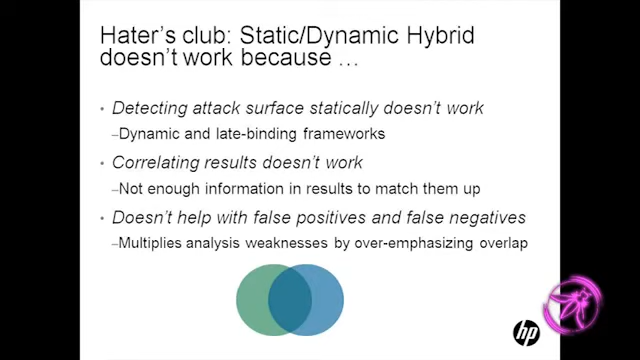 Hater's club: Static/Dynamic Hybrid
doesn't work because …
• Detecting attack surface statically doesn't work
–Dynamic and late-binding frameworks
• Correlating results doesn't work
–Not enough information in results to match them up
• Doesn't help with false positives and false negatives
–Multiplies analysis weaknesses by over-emphasizing overlap
hp